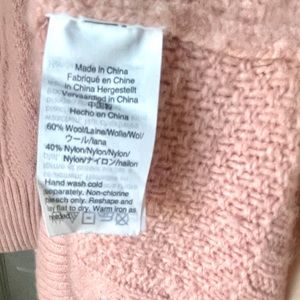 Made in China
Fabriqué en Chine
In China Hergestellt
Vervaardigd in China
中国製
Hecho en China
60% Wool/Laine/Wolle/Wol/
ウール/lana
40% Nylon/Nylon/Nylon/
Nylon/ナイロン/nailon
Hand wash cold
separately. Non-chlorine
bleach only. Reshape and
lay flat to dry. Warm iron as
needed.